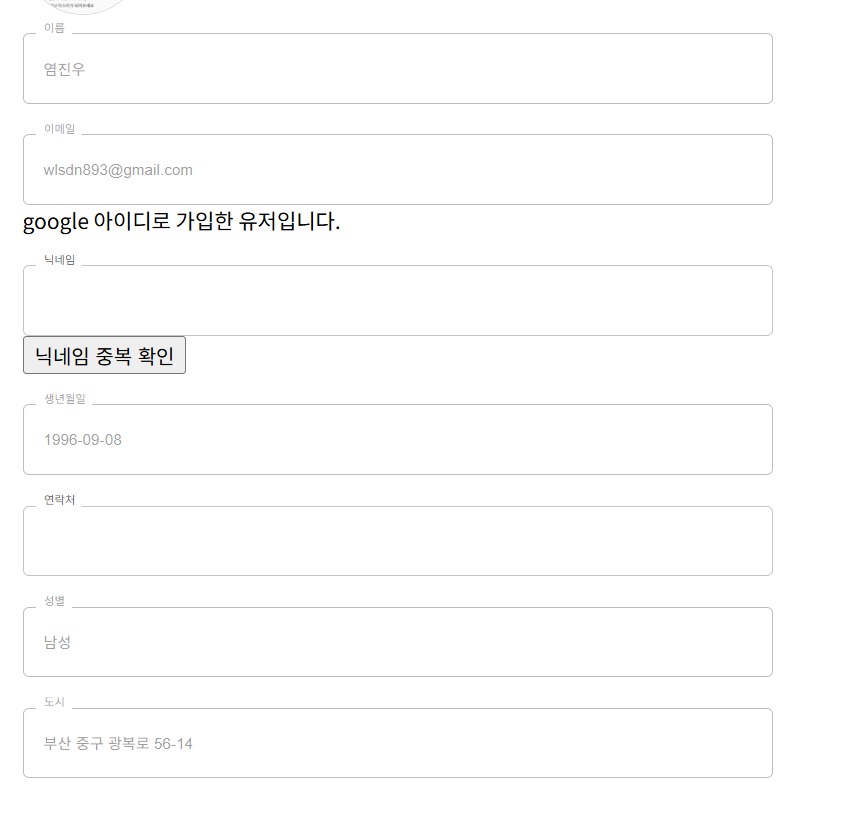 이름
염진우
이메일
wlsdn893@gmail.com
google 아이디로 가입한 유저입니다.
닉네임
닉네임 중복 확인
생년월일
1996-09-08
연락처
성별
남성
도시
부산 중구 광복로 56-14